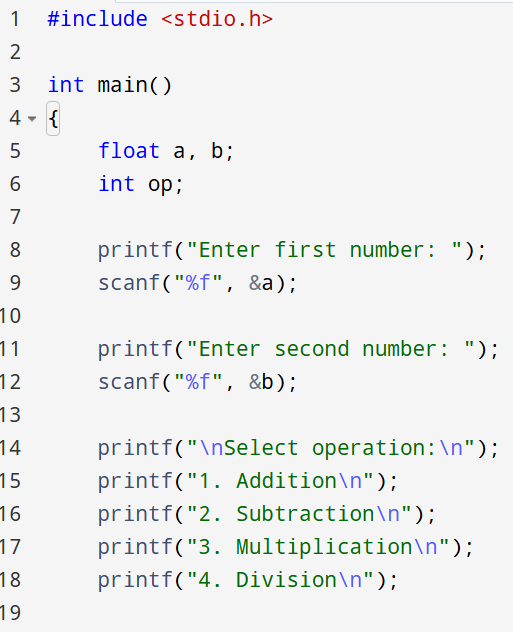 1 #include <stdio.h>
2
3 int main()
4 {
5     float a, b;
6     int op;
7
8     printf("Enter first number: ");
9     scanf("%f", &a);
10
11     printf("Enter second number: ");
12     scanf("%f", &b);
13
14     printf("\nSelect operation:\n");
15     printf("1. Addition\n");
16     printf("2. Subtraction\n");
17     printf("3. Multiplication\n");
18     printf("4. Division\n");
19